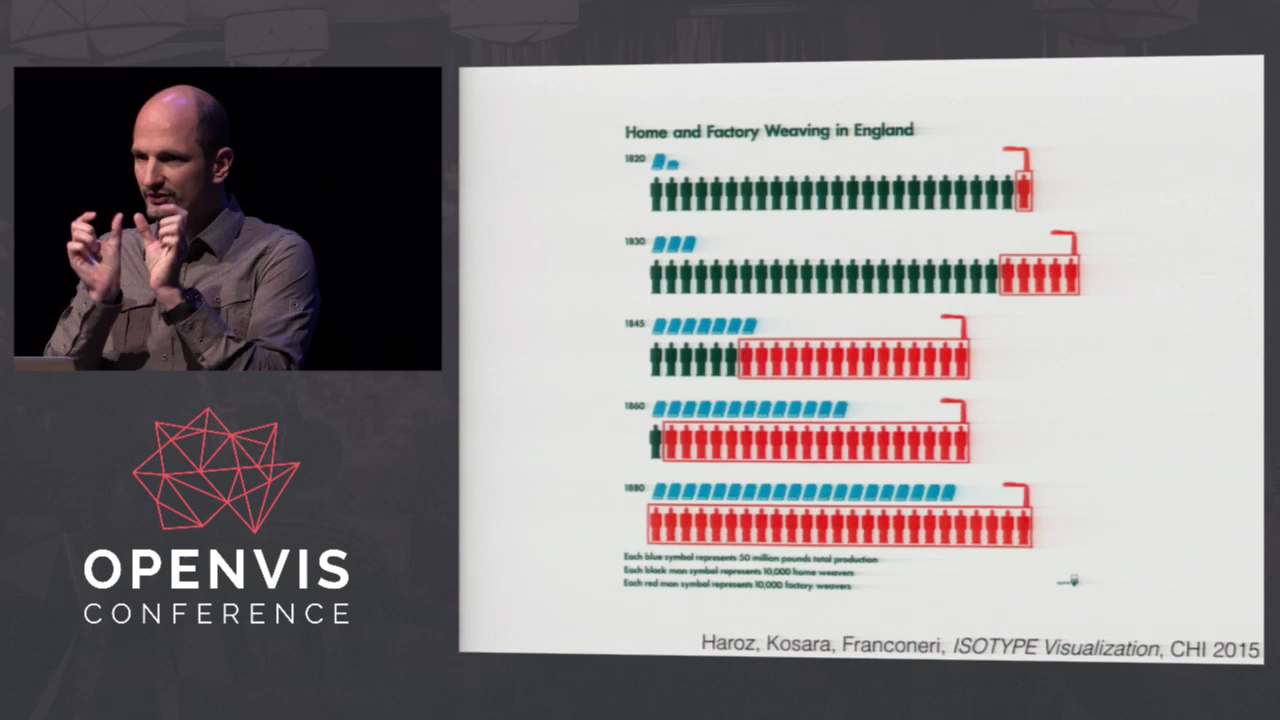 Home and Factory Weaving in England
1820
1830
1845
1860
1880
Each blue symbol represents 50 million pounds total production
Each black man symbol represents 10,000 home weavers
Each red man symbol represents 10,000 factory weavers
Haroz, Kosara, Franconeri, ISOTYPE Visualization, CHI 2015
OPENVIS
CONFERENCE